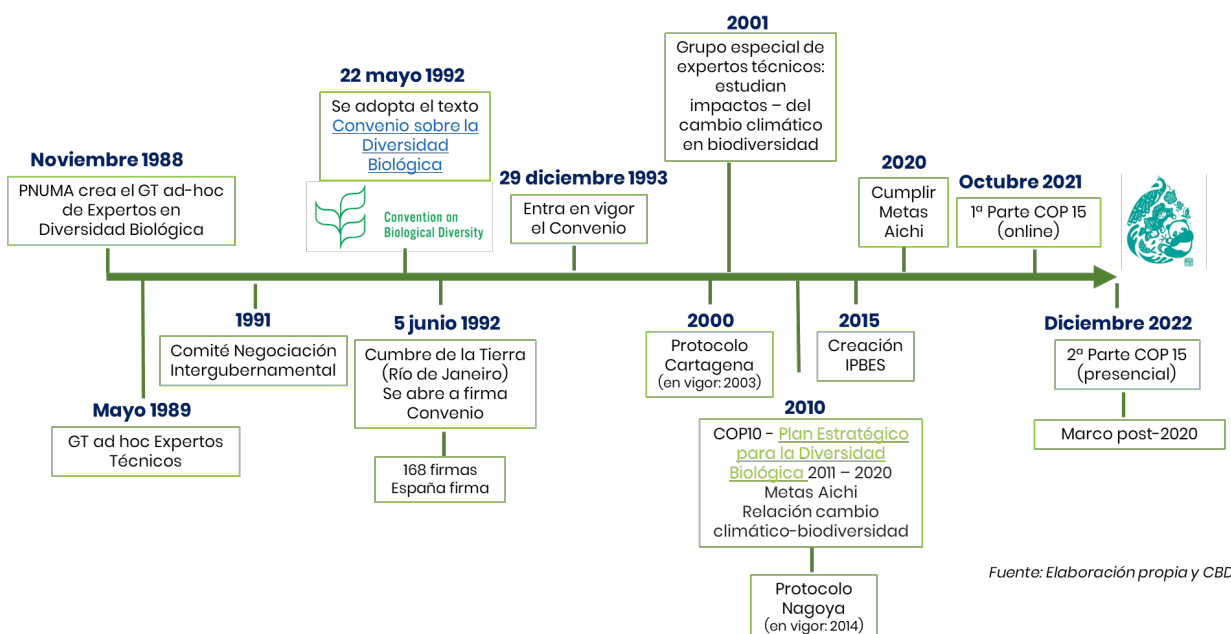 Noviembre 1988
PNUMA crea el GT ad-hoc
de Expertos en
Diversidad Biológica
Mayo 1989
GT ad hoc Expertos
Técnicos
1991
Comité Negociación
Intergubernamental
22 mayo 1992
Se adopta el texto
Convenio sobre la
Diversidad
Biológica
Convention on
Biological Diversity
5 junio 1992
Cumbre de la Tierra
(Río de Janeiro)
Se abre a firma
Convenio
168 firmas
España firma
29 diciembre 1993
Entra en vigor
el Convenio
2000
Protocolo
Cartagena
(en vigor: 2003)
2001
Grupo especial de
expertos técnicos:
estudian
impactos – del
cambio climático
en biodiversidad
2010
COP10 - Plan Estratégico
para la Diversidad
Biológica 2011 – 2020
Metas Aichi
Relación cambio
climático-biodiversidad
Protocolo
Nagoya
(en vigor: 2014)
2015
Creación
IPBES
2020
Cumplir
Metas
Aichi
Octubre 2021
1ª Parte COP 15
(online)
Diciembre 2022
2ª Parte COP 15
(presencial)
Marco post-2020
Fuente: Elaboración propia y CBD